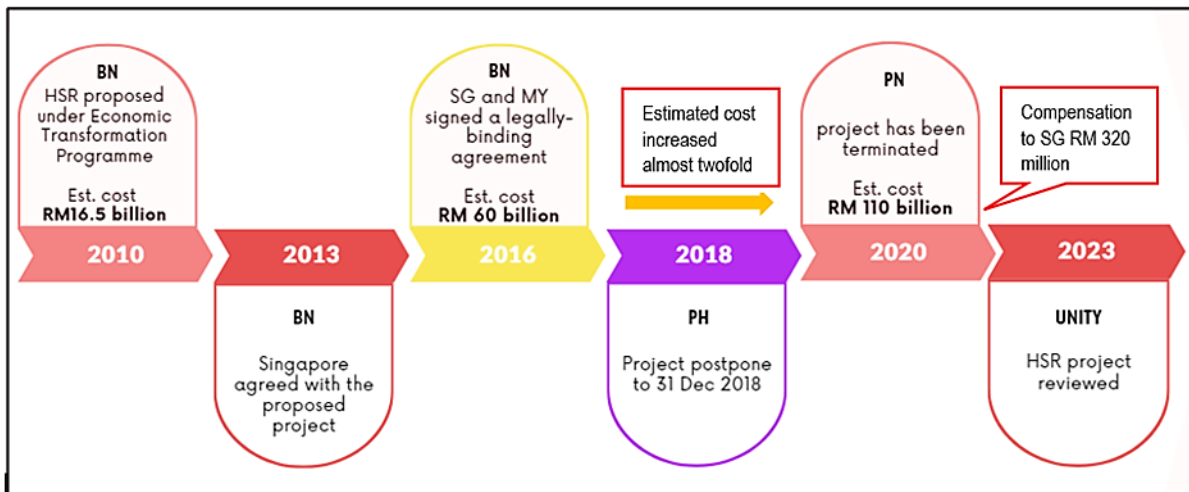 BN
HSR proposed
under Economic
Transformation
Programme
Est. cost
RM16.5 billion
2010
2013
BN
Singapore
agreed with the
proposed
project
BN
SG and MY
signed a legally-
binding
agreement
Est. cost
RM 60 billion
2016
Estimated cost
increased
almost twofold
2018
PH
Project postpone
to 31 Dec 2018
PN
project has been
terminated
Est. cost
RM 110 billion
2020
Compensation
to SG RM 320
million
2023
UNITY
HSR project
reviewed